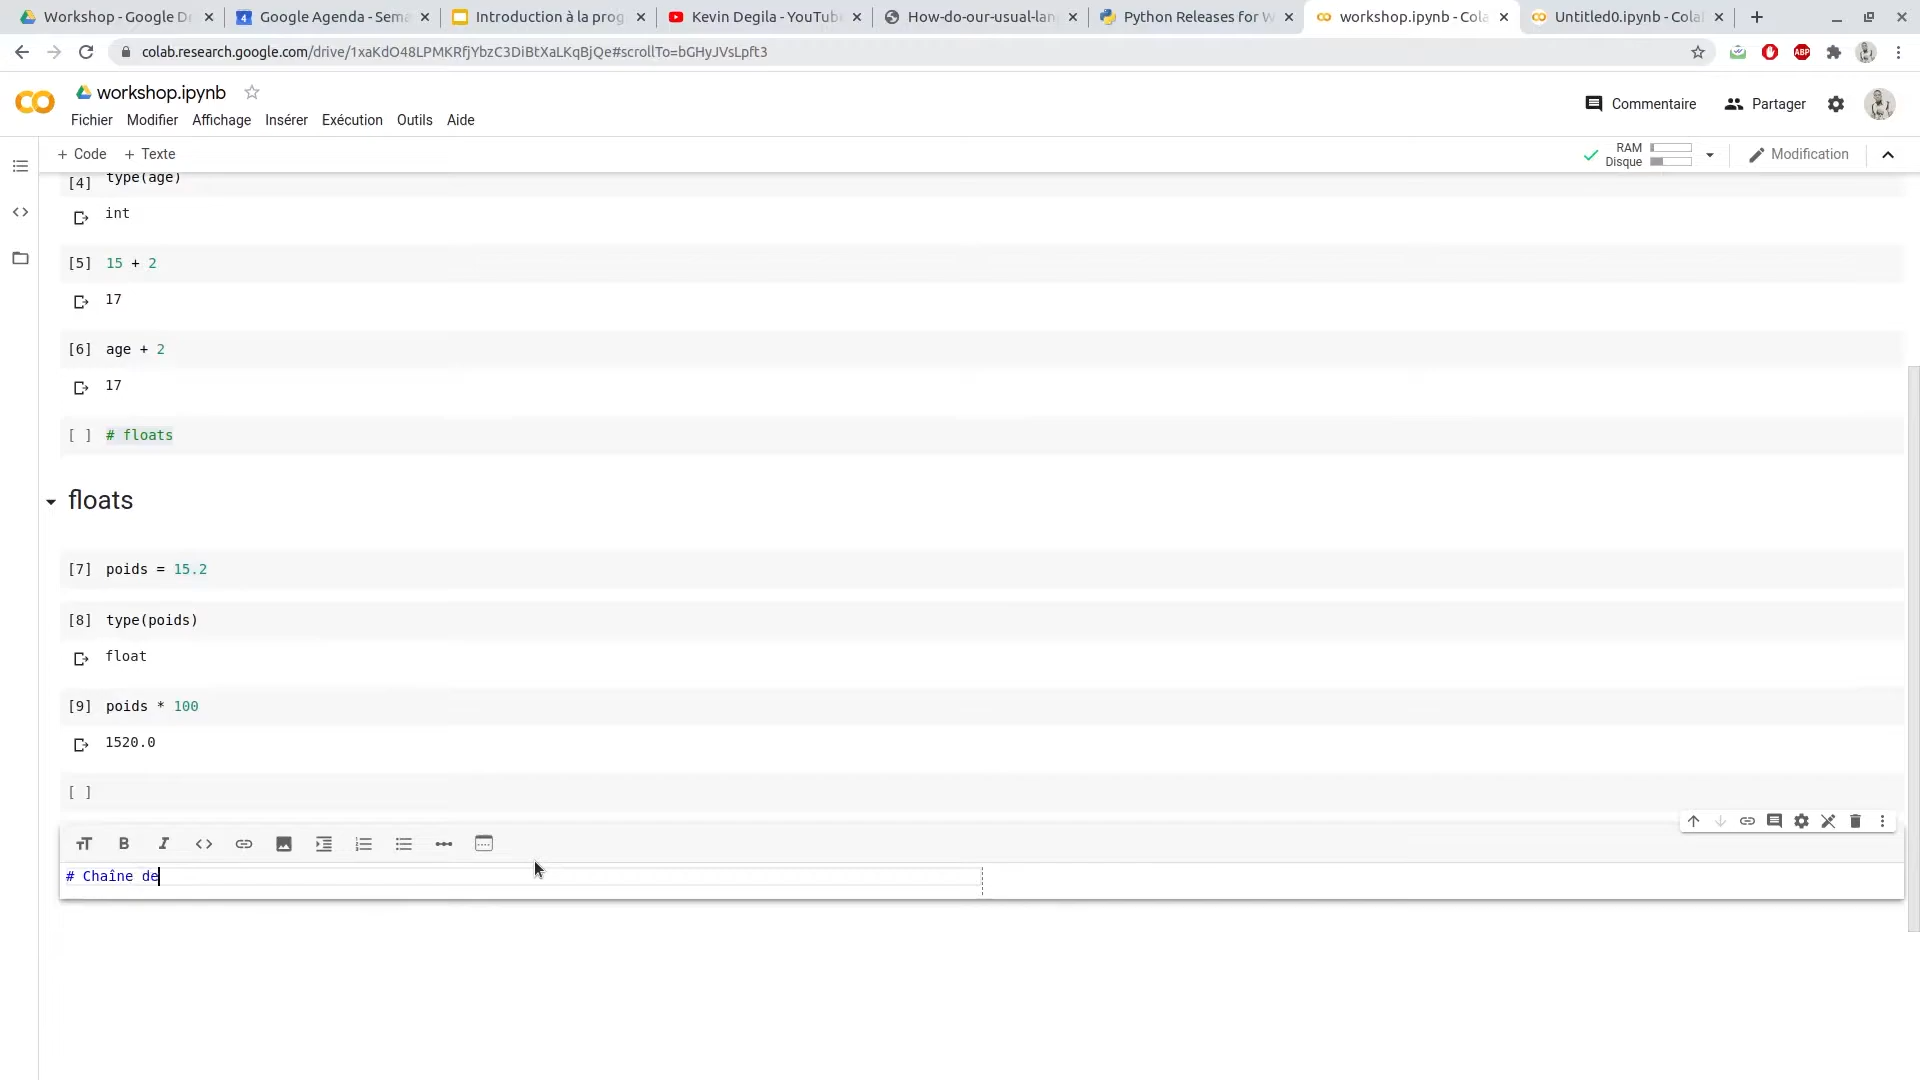 Workshop - Google Dr
Google Agenda - Sema
Introduction à la prog
Kevin Degila - YouTube
How-do-our-usual-lan
Python Releases for W
workshop.ipynb - Cola
Untitled0.ipynb - Cola
colab.research.google.com/drive/1xaKdO48LPMKRfjYbzC3DiBtXaLKqBjQe#scrollTo=bGHyJVsLpft3
ABP
workshop.ipynb
Commentaire
Partager
Fichier Modifier Affichage Insérer Exécution Outils Aide
+ Code + Texte
RAM
Disque
Modification
[4] type(age)
int
[5] 15 + 2
17
[6] age + 2
17
[ ] # floats
floats
[7] poids = 15.2
[8] type(poids)
float
[9] poids * 100
1520.0
[ ]
# Chaîne de